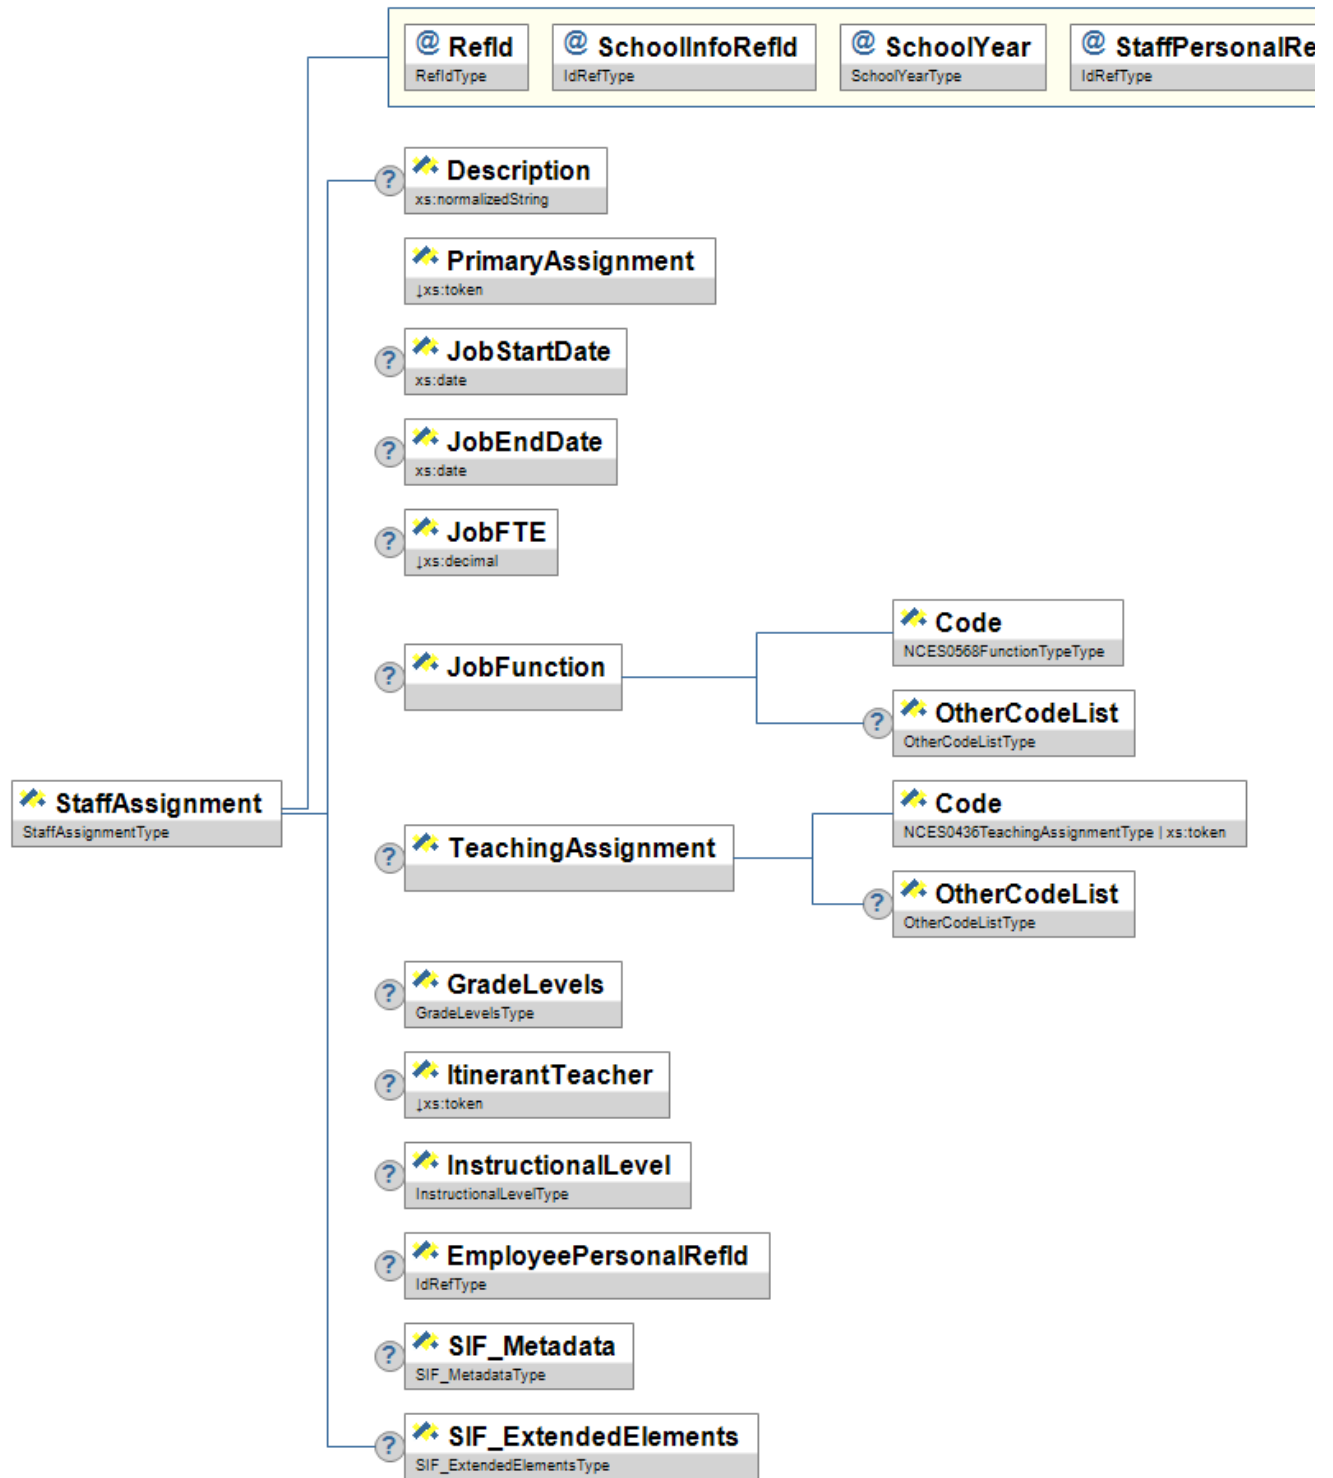 @ RefId @ SchoolInfoRefId @ SchoolYear @ StaffPersonalRe
RefIdType IdRefType SchoolYearType IdRefType
? Description
xs:normalizedString
PrimaryAssignment
↓xs:token
? JobStartDate
xs:date
? JobEndDate
xs:date
? JobFTE
↓xs:decimal
Code
NCES0568FunctionTypeType
? JobFunction
? OtherCodeList
OtherCodeListType
StaffAssignment
StaffAssignmentType
Code
NCES0436TeachingAssignmentType | xs:token
? TeachingAssignment
? OtherCodeList
OtherCodeListType
? GradeLevels
GradeLevelsType
? ItinerantTeacher
↓xs:token
? InstructionalLevel
InstructionalLevelType
? EmployeePersonalRefId
IdRefType
? SIF_Metadata
SIF_MetadataType
? SIF_ExtendedElements
SIF_ExtendedElementsType